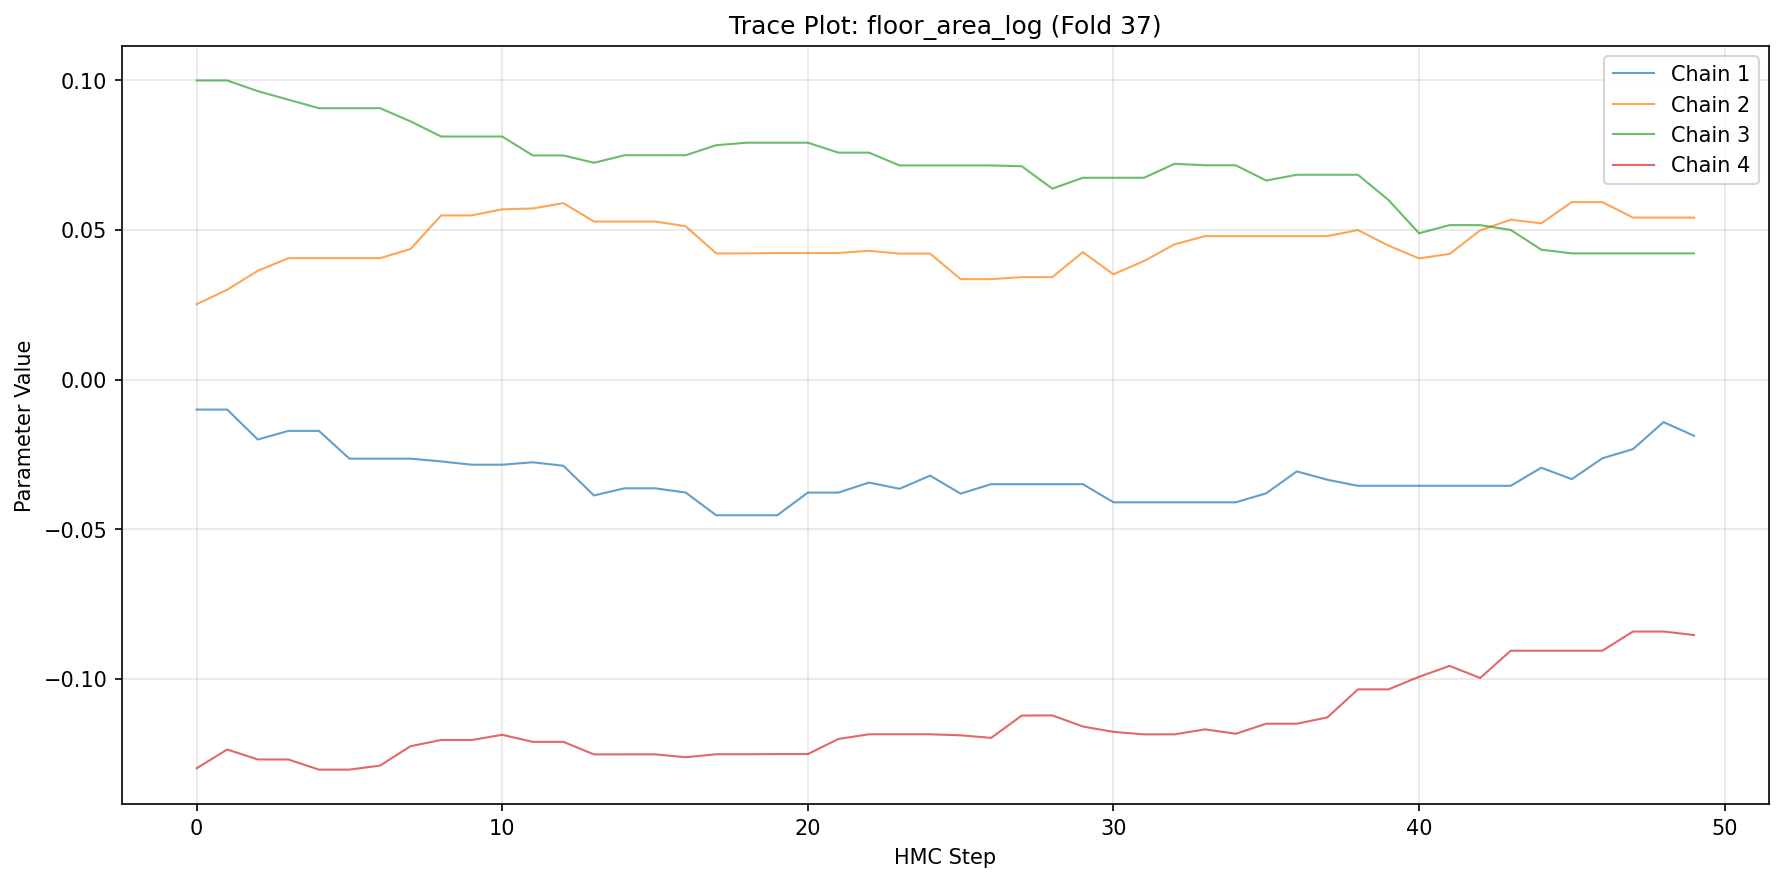 Trace Plot: floor_area_log (Fold 37)
Chain 1
Chain 2
Chain 3
Chain 4
Parameter Value
0.10
0.05
0.00
−0.05
−0.10
0 10 20 30 40 50
HMC Step